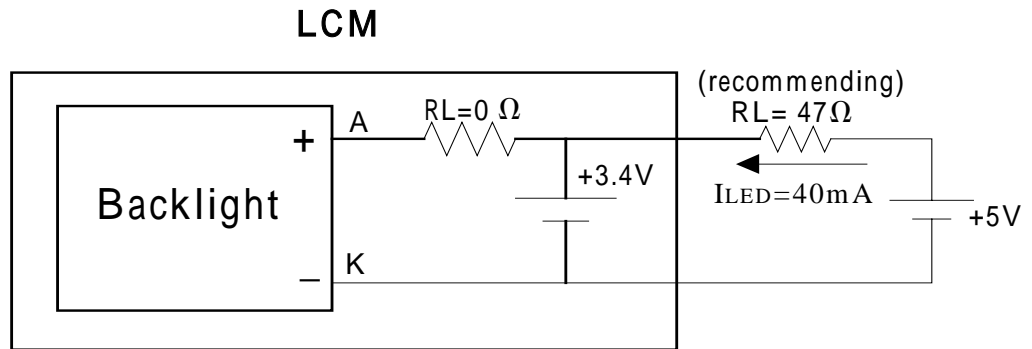 LCM
(recommending)
RL=0 Ω
RL= 47Ω
A
+
+3.4V
ILED=40mA
Backlight
+5V
K
−